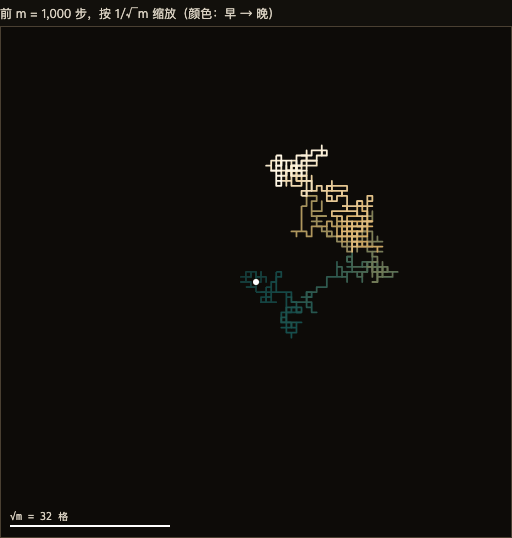 前 m = 1,000 步，按 1/√m 缩放（颜色：早 → 晚）
√m = 32 格